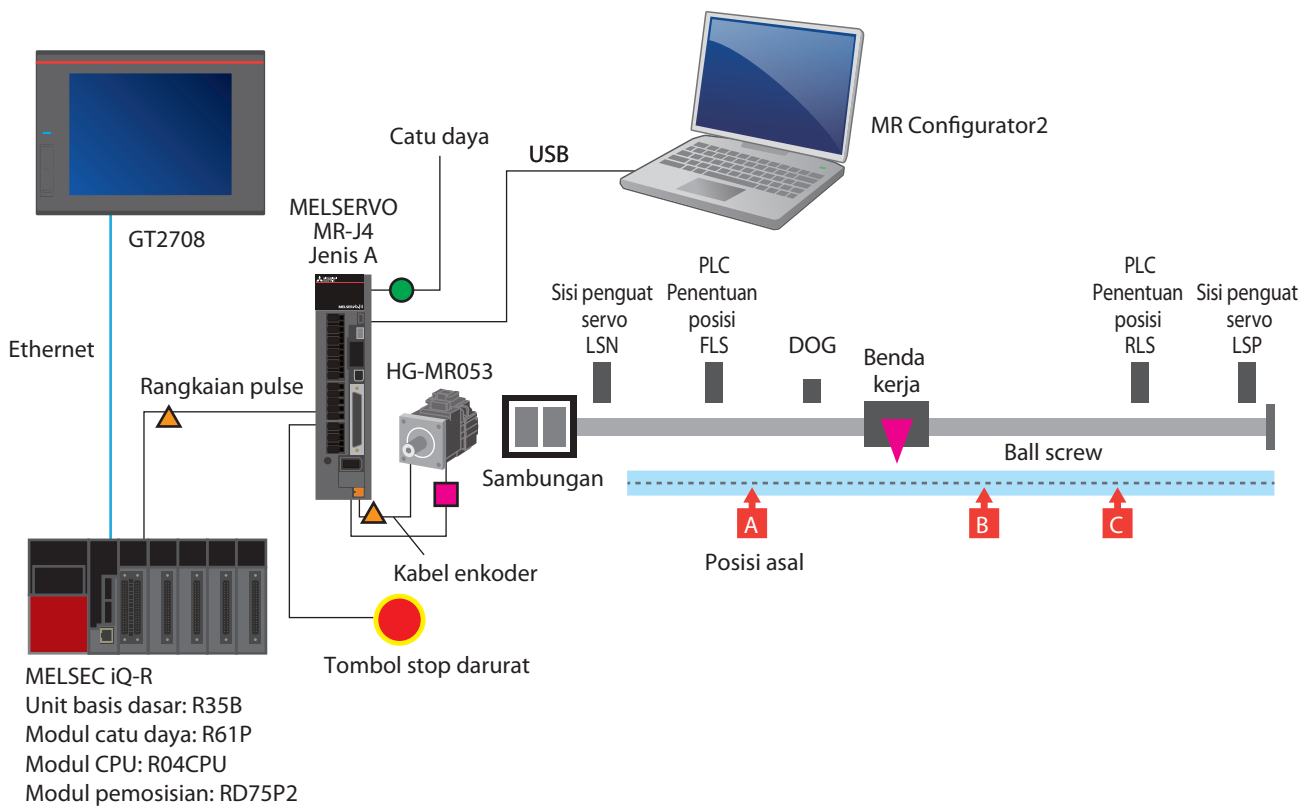 GT2708
Ethernet
Catu daya
USB
MR Configurator2
MELSERVO
MR-J4
Jenis A
Rangkaian pulse
HG-MR053
Sambungan
Sisi penguat
servo
LSN
PLC
Penentuan
posisi
FLS
DOG
Benda
kerja
PLC
Penentuan
posisi
RLS
Sisi penguat
servo
LSP
Ball screw
A
B
C
Posisi asal
Kabel enkoder
Tombol stop darurat
MELSEC iQ-R
Unit basis dasar: R35B
Modul catu daya: R61P
Modul CPU: R04CPU
Modul pemosisian: RD75P2